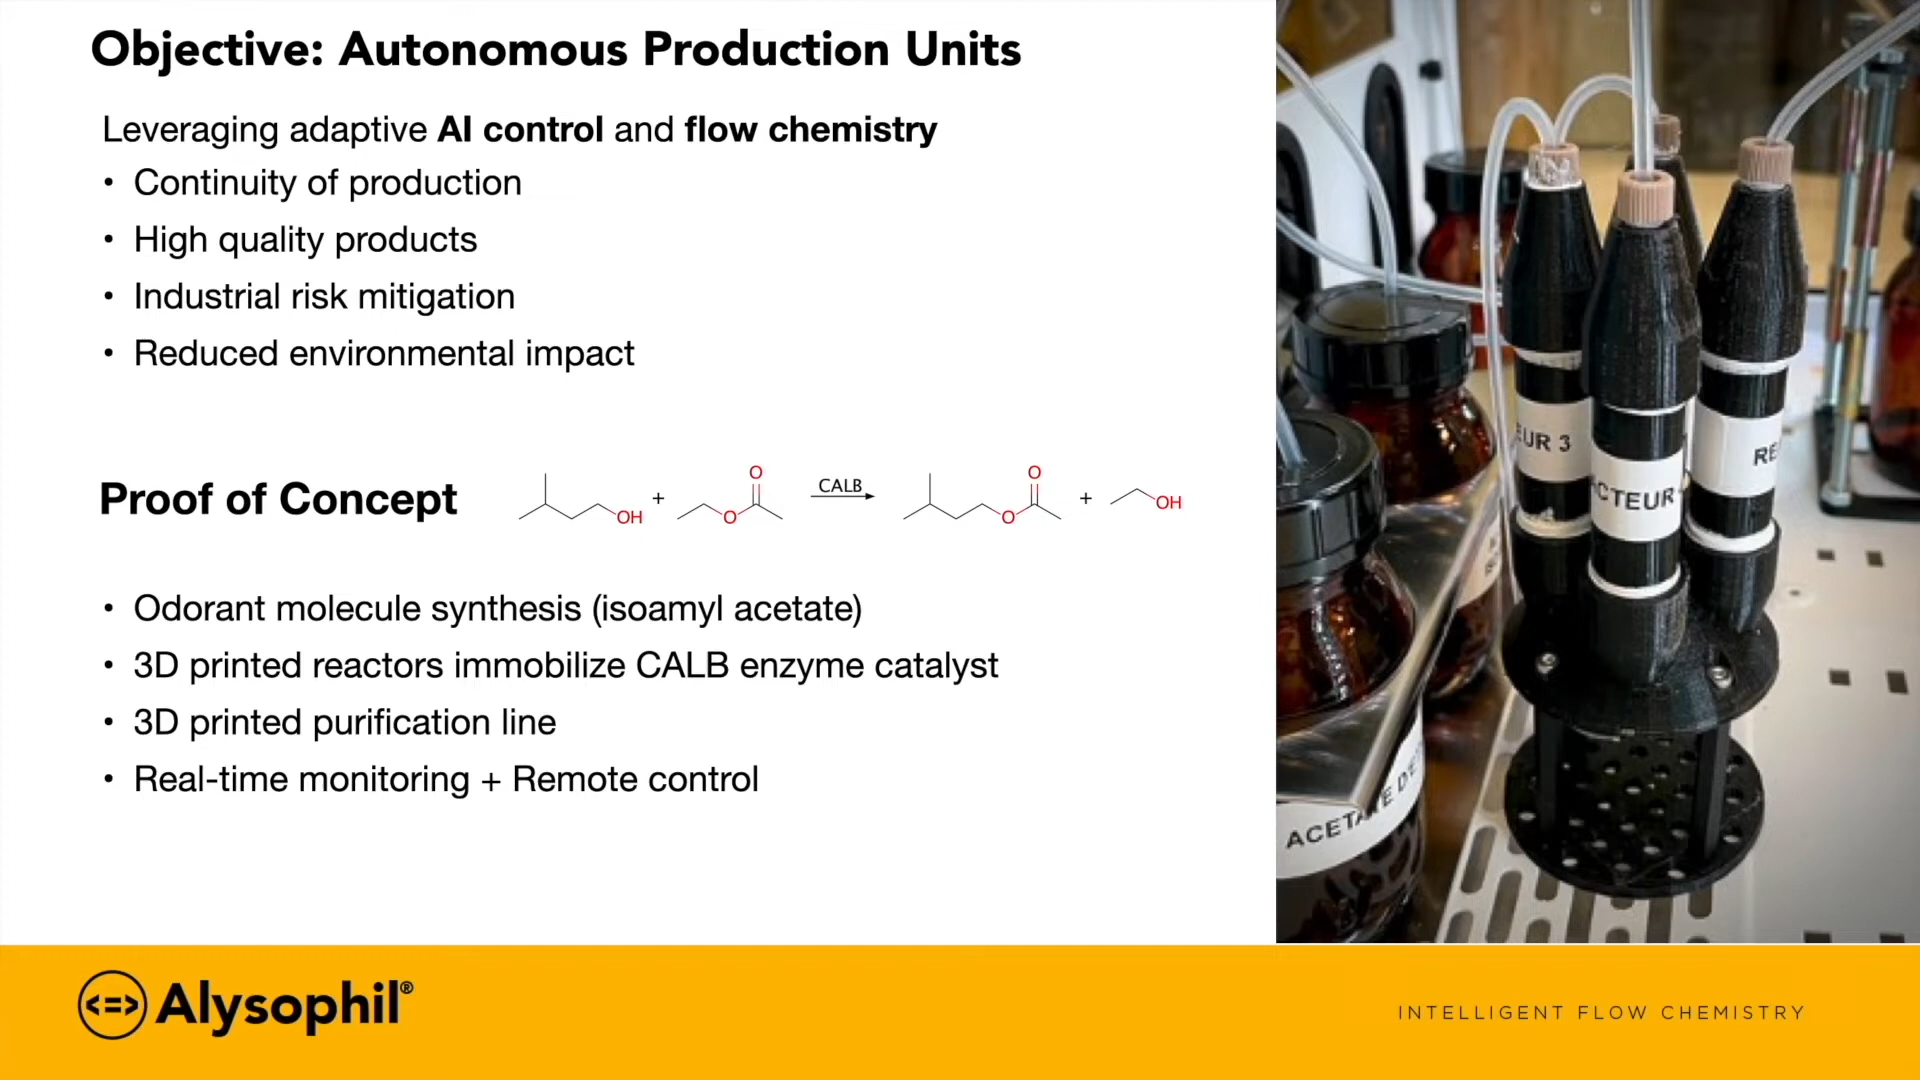 Objective: Autonomous Production Units
Leveraging adaptive AI control and flow chemistry
• Continuity of production
• High quality products
• Industrial risk mitigation
• Reduced environmental impact
Proof of Concept
OH + O O CALB O O + OH
• Odorant molecule synthesis (isoamyl acetate)
• 3D printed reactors immobilize CALB enzyme catalyst
• 3D printed purification line
• Real-time monitoring + Remote control
EUR 3
CTEUR
RE
ACETATE D'E
<=> Alysophil®
INTELLIGENT FLOW CHEMISTRY